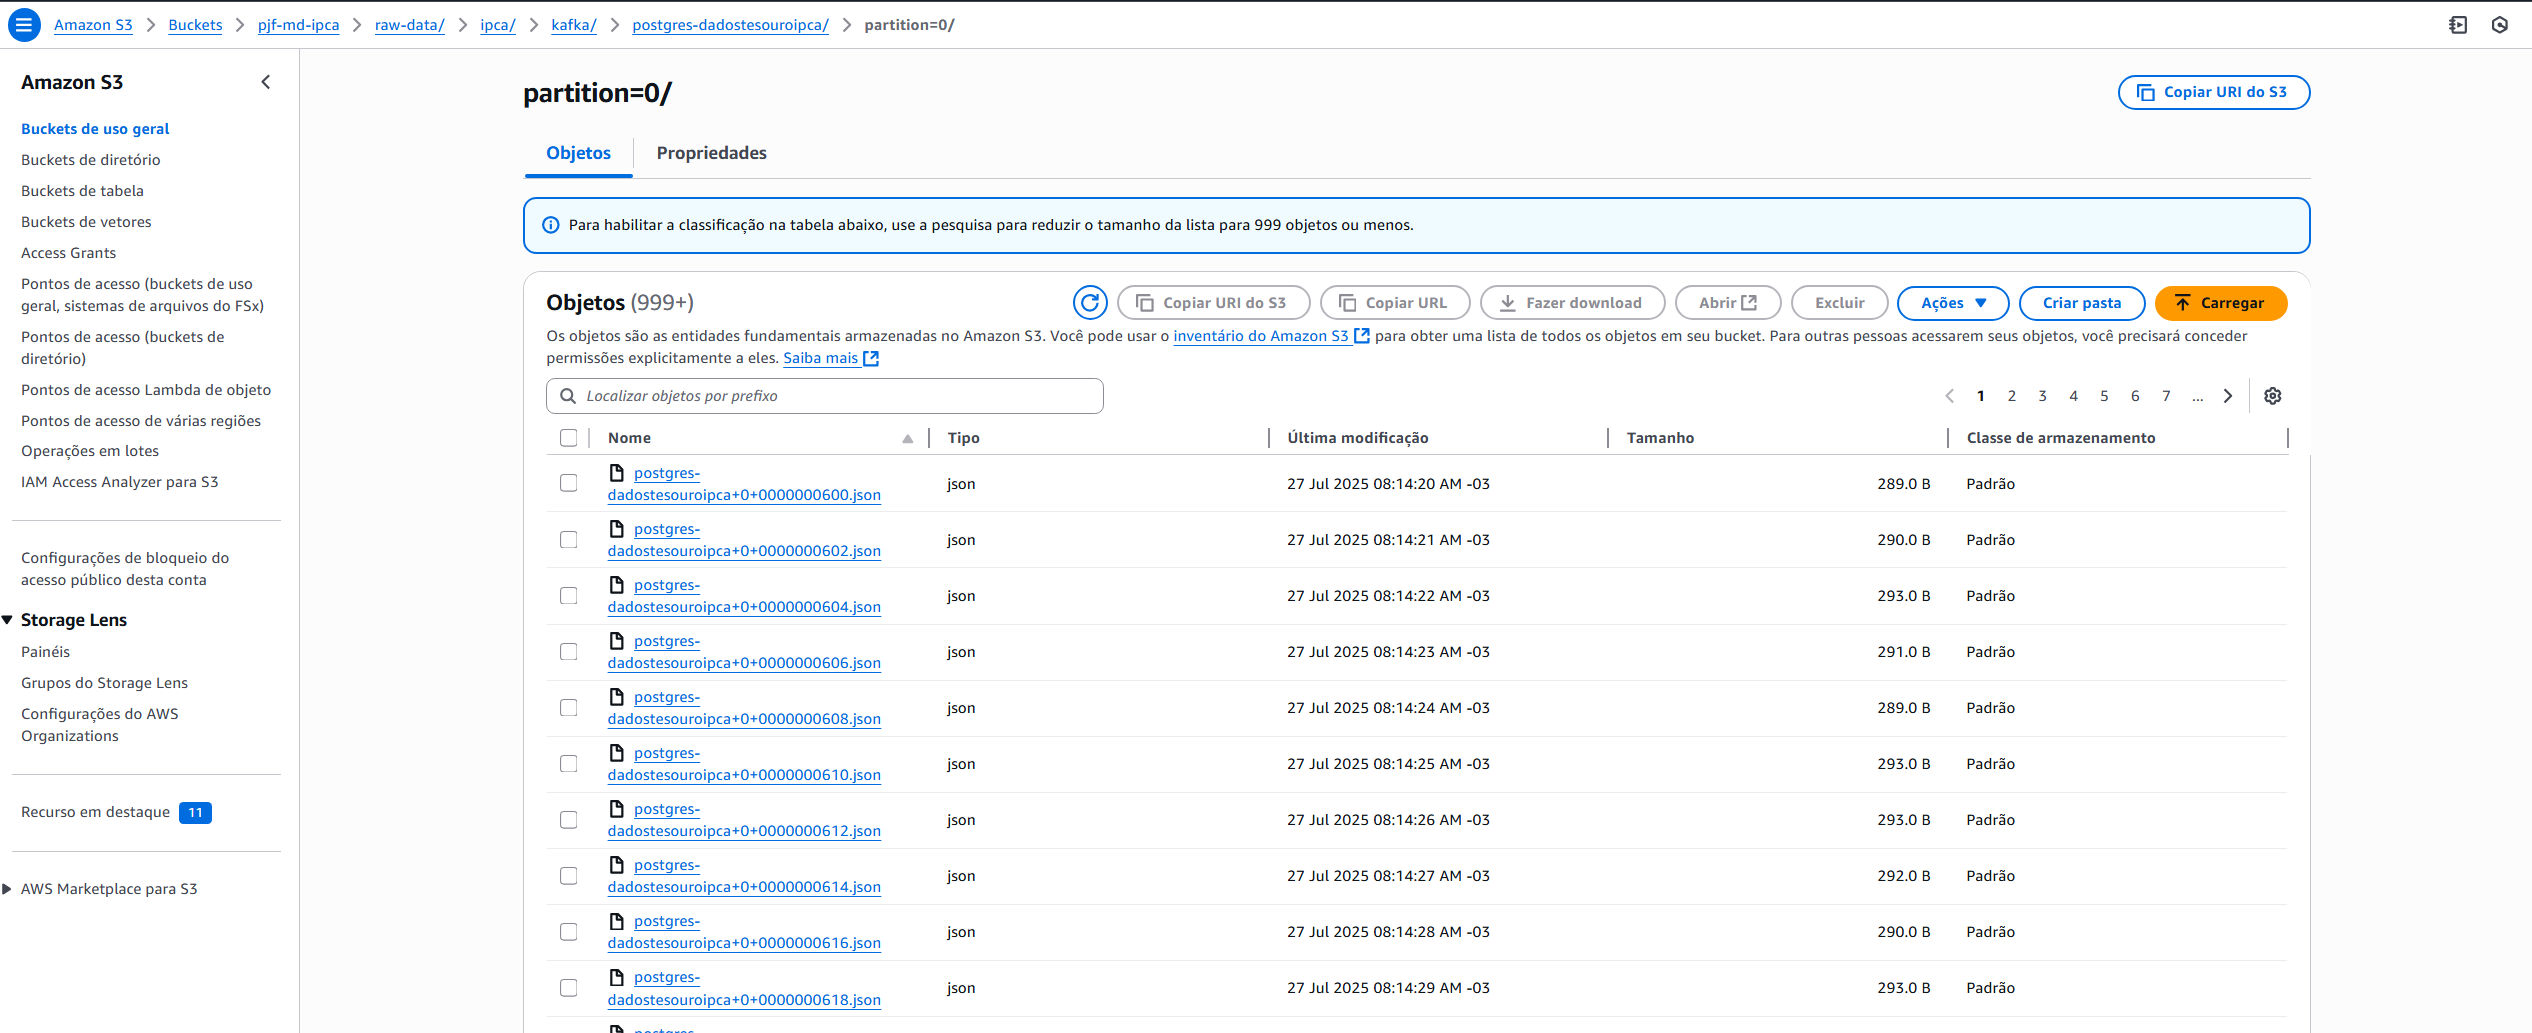 Amazon S3 > Buckets > pjf-md-ipca > raw-data/ > ipca/ > kafka/ > postgres-dadostesouroipca/ > partition=0/
Amazon S3
Buckets de uso geral
Buckets de diretório
Buckets de tabela
Buckets de vetores
Access Grants
Pontos de acesso (buckets de uso
geral, sistemas de arquivos do FSx)
Pontos de acesso (buckets de
diretório)
Pontos de acesso Lambda de objeto
Pontos de acesso de várias regiões
Operações em lotes
IAM Access Analyzer para S3
Configurações de bloqueio do
acesso público desta conta
Storage Lens
Painéis
Grupos do Storage Lens
Configurações do AWS
Organizations
Recurso em destaque 11
AWS Marketplace para S3
partition=0/
Copiar URI do S3
Objetos Propriedades
Para habilitar a classificação na tabela abaixo, use a pesquisa para reduzir o tamanho da lista para 999 objetos ou menos.
Objetos (999+) Copiar URI do S3 Copiar URL Fazer download Abrir Excluir Ações Criar pasta Carregar
Os objetos são as entidades fundamentais armazenadas no Amazon S3. Você pode usar o inventário do Amazon S3 para obter uma lista de todos os objetos em seu bucket. Para outras pessoas acessarem seus objetos, você precisará conceder
permissões explicitamente a eles. Saiba mais
Localizar objetos por prefixo
1 2 3 4 5 6 7 ...
Nome Tipo Última modificação Tamanho Classe de armazenamento
postgres-
dadostesouroipca+0+0000000600.json json 27 Jul 2025 08:14:20 AM -03 289.0 B Padrão
postgres-
dadostesouroipca+0+0000000602.json json 27 Jul 2025 08:14:21 AM -03 290.0 B Padrão
postgres-
dadostesouroipca+0+0000000604.json json 27 Jul 2025 08:14:22 AM -03 293.0 B Padrão
postgres-
dadostesouroipca+0+0000000606.json json 27 Jul 2025 08:14:23 AM -03 291.0 B Padrão
postgres-
dadostesouroipca+0+0000000608.json json 27 Jul 2025 08:14:24 AM -03 289.0 B Padrão
postgres-
dadostesouroipca+0+0000000610.json json 27 Jul 2025 08:14:25 AM -03 293.0 B Padrão
postgres-
dadostesouroipca+0+0000000612.json json 27 Jul 2025 08:14:26 AM -03 293.0 B Padrão
postgres-
dadostesouroipca+0+0000000614.json json 27 Jul 2025 08:14:27 AM -03 292.0 B Padrão
postgres-
dadostesouroipca+0+0000000616.json json 27 Jul 2025 08:14:28 AM -03 290.0 B Padrão
postgres-
dadostesouroipca+0+0000000618.json json 27 Jul 2025 08:14:29 AM -03 293.0 B Padrão